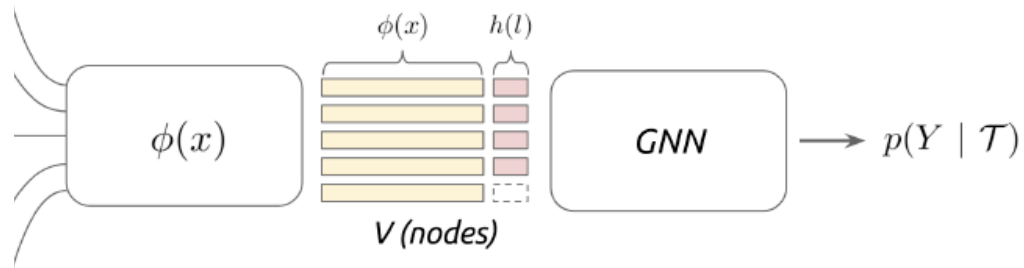 ϕ(x) h(l)
ϕ(x)
GNN
p(Y | 𝒯)
V (nodes)